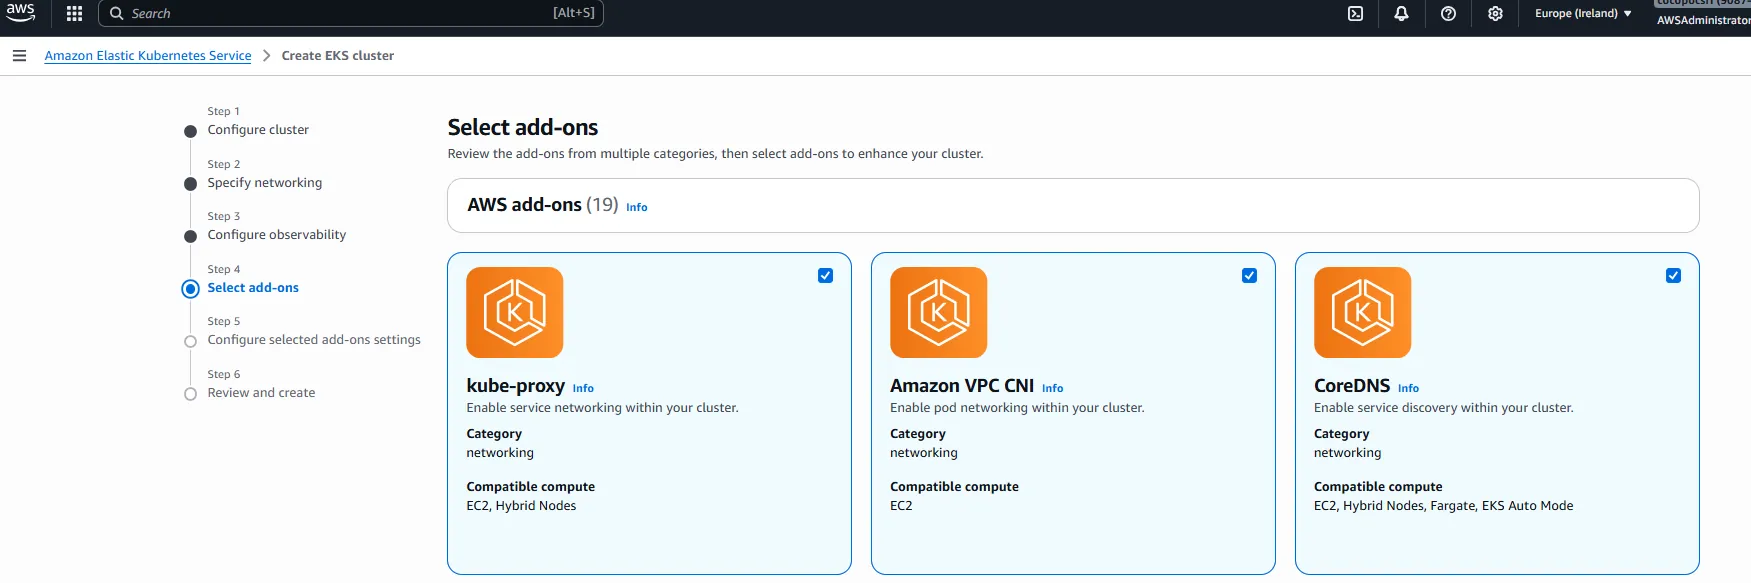 aws
Search [Alt+S]
Europe (Ireland)
AWSAdministrator
Amazon Elastic Kubernetes Service > Create EKS cluster
Step 1
Configure cluster
Step 2
Specify networking
Step 3
Configure observability
Step 4
Select add-ons
Step 5
Configure selected add-ons settings
Step 6
Review and create
Select add-ons
Review the add-ons from multiple categories, then select add-ons to enhance your cluster.
AWS add-ons (19) Info
kube-proxy Info
Enable service networking within your cluster.
Category
networking
Compatible compute
EC2, Hybrid Nodes
Amazon VPC CNI Info
Enable pod networking within your cluster.
Category
networking
Compatible compute
EC2
CoreDNS Info
Enable service discovery within your cluster.
Category
networking
Compatible compute
EC2, Hybrid Nodes, Fargate, EKS Auto Mode